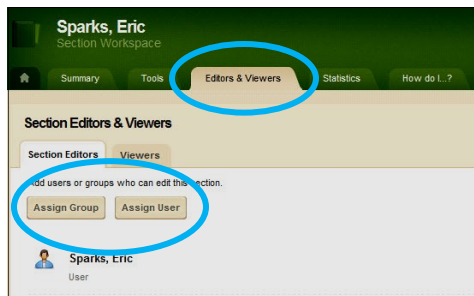 Sparks, Eric
Section Workspace
Summary Tools Editors & Viewers Statistics How do I...?
Section Editors & Viewers
Section Editors Viewers
Add users or groups who can edit this section.
Assign Group Assign User
Sparks, Eric
User